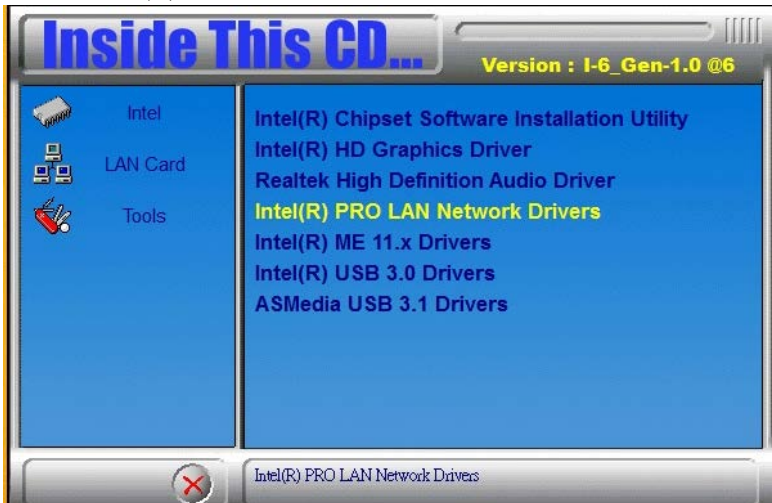 Inside This CD...
Version : I-6_Gen-1.0 @6
Intel
LAN Card
Tools
Intel(R) Chipset Software Installation Utility
Intel(R) HD Graphics Driver
Realtek High Definition Audio Driver
Intel(R) PRO LAN Network Drivers
Intel(R) ME 11.x Drivers
Intel(R) USB 3.0 Drivers
ASMedia USB 3.1 Drivers
Intel(R) PRO LAN Network Drivers